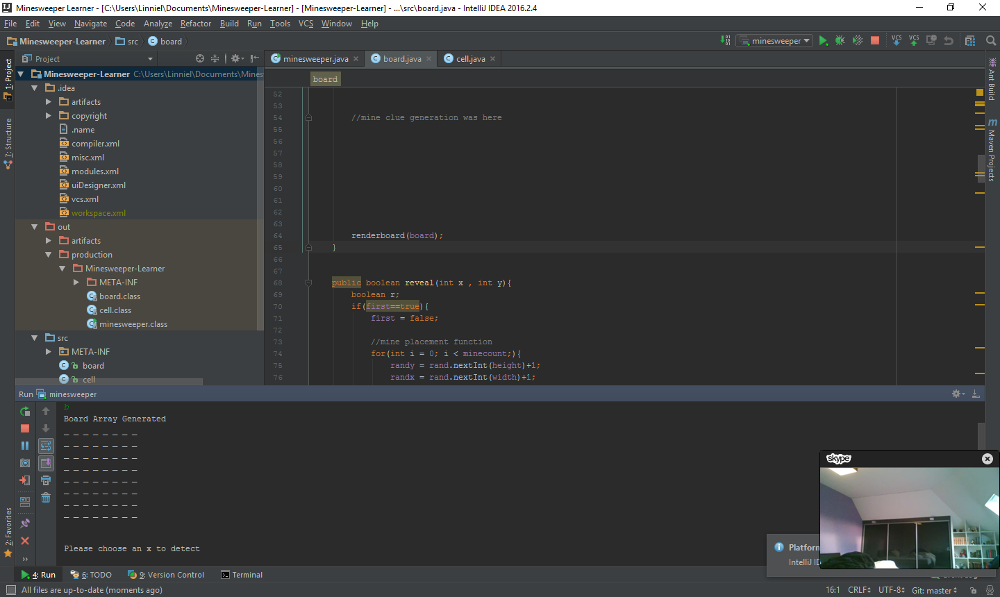 Minesweeper Learner - [C:\Users\Linniel\Documents\Minesweeper-Learner] - [Minesweeper-Learner] - ...\src\board.java - IntelliJ IDEA 2016.2.4
File Edit View Navigate Code Analyze Refactor Build Run Tools VCS Window Help
Minesweeper-Learner src board
minesweeper
VCS VCS
Project
minesweeper.java
board.java
cell.java
1: Project
7: Structure
2: Favorites
Ant Build
Maven Projects
Minesweeper-Learner C:\Users\Linniel\Documents\Mines
.idea
artifacts
copyright
.name
compiler.xml
misc.xml
modules.xml
uiDesigner.xml
vcs.xml
workspace.xml
out
artifacts
production
Minesweeper-Learner
META-INF
board.class
cell.class
minesweeper.class
src
META-INF
board
cell
board
52
53
54 //mine clue generation was here
55
56
57
58
59
60
61
62
63
64 renderboard(board);
65 }
66
67
68 public boolean reveal(int x , int y){
69 boolean r;
70 if(first==true){
71 first = false;
72
73 //mine placement function
74 for(int i = 0; i < minecount;){
75 randy = rand.nextInt(height)+1;
76 randx = rand.nextInt(width)+1;
Run minesweeper
b
Board Array Generated
_ _ _ _ _ _ _ _
_ _ _ _ _ _ _ _
_ _ _ _ _ _ _ _
_ _ _ _ _ _ _ _
_ _ _ _ _ _ _ _
_ _ _ _ _ _ _ _
_ _ _ _ _ _ _ _
_ _ _ _ _ _ _ _
Please choose an x to detect
skype
Platform
IntelliJ ID
4: Run 6: TODO 9: Version Control Terminal
All files are up-to-date (moments ago)
16:1 CRLF UTF-8 Git: master